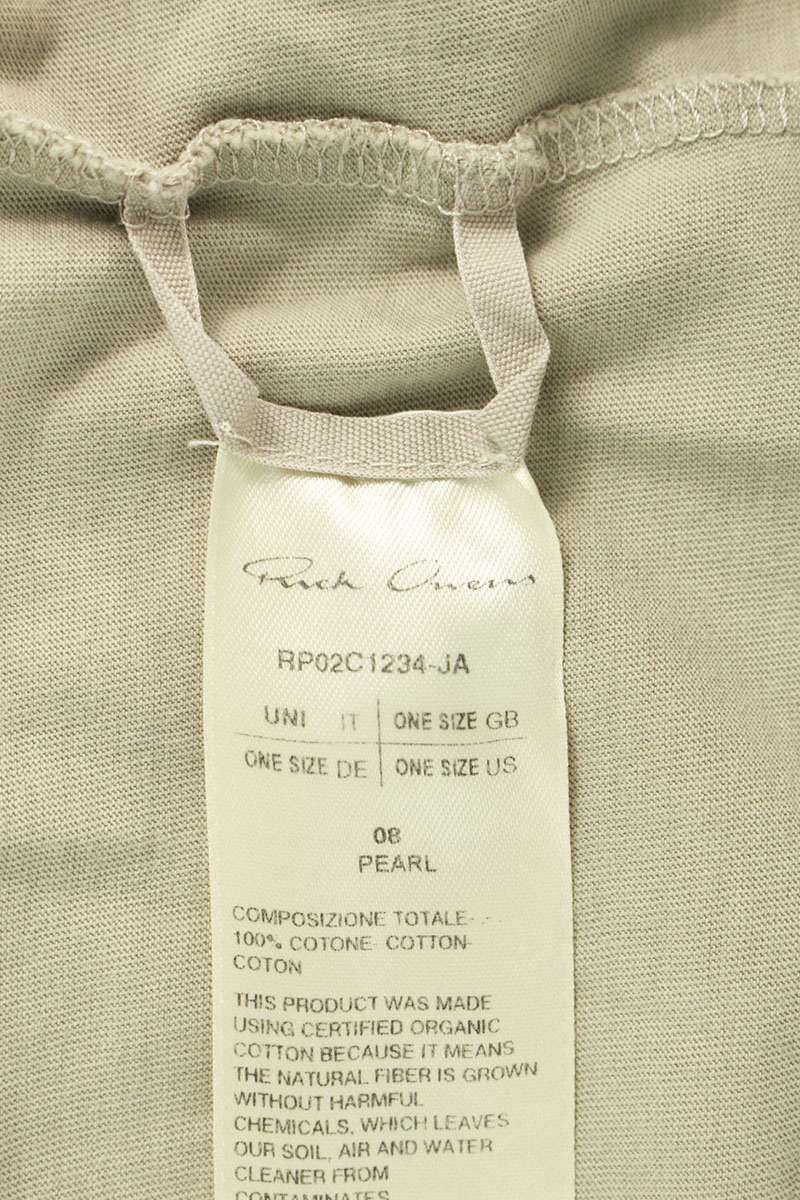 Rick Owens
RP02C1234-JA
UNI IT ONE SIZE GB
ONE SIZE DE ONE SIZE US
08
PEARL
COMPOSIZIONE TOTALE-
100% COTONE- COTTON-
COTON
THIS PRODUCT WAS MADE
USING CERTIFIED ORGANIC
COTTON BECAUSE IT MEANS
THE NATURAL FIBER IS GROWN
WITHOUT HARMFUL
CHEMICALS, WHICH LEAVES
OUR SOIL, AIR AND WATER
CLEANER FROM
CONTAMINATES